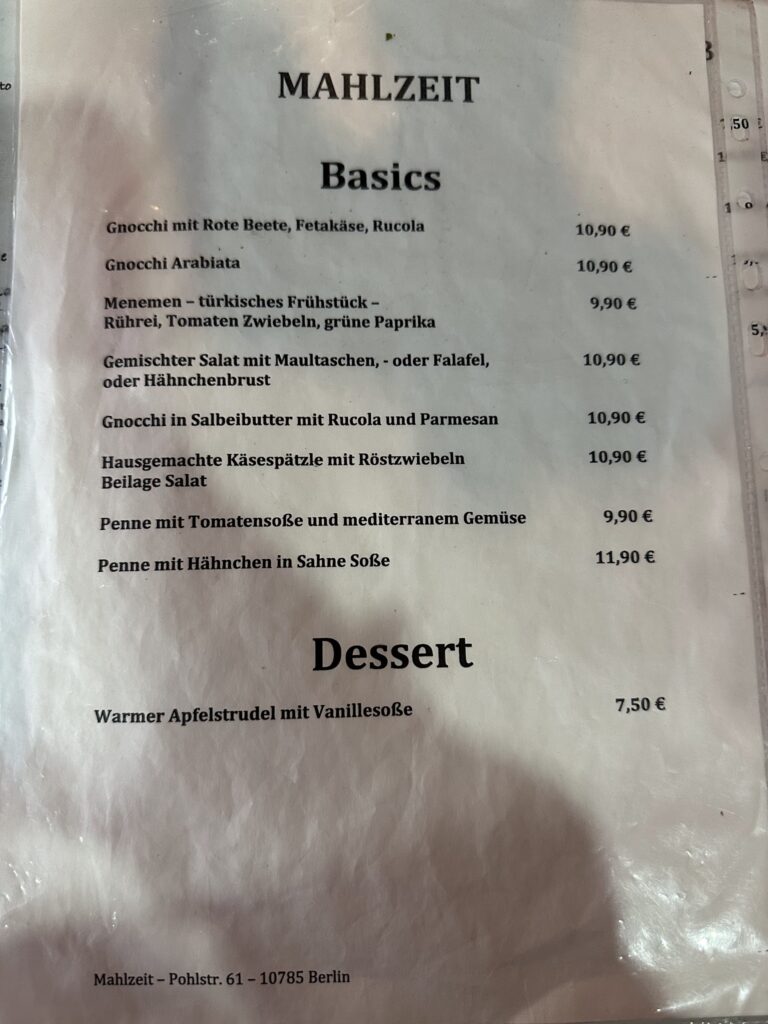 MAHLZEIT
Basics
Gnocchi mit Rote Beete, Fetakäse, Rucola 10,90 €
Gnocchi Arabiata 10,90 €
Menemen – türkisches Frühstück – 9,90 €
Rührei, Tomaten Zwiebeln, grüne Paprika
Gemischter Salat mit Maultaschen, - oder Falafel, 10,90 €
oder Hähnchenbrust
Gnocchi in Salbeibutter mit Rucola und Parmesan 10,90 €
Hausgemachte Käsespätzle mit Röstzwiebeln 10,90 €
Beilage Salat
Penne mit Tomatensoße und mediterranem Gemüse 9,90 €
Penne mit Hähnchen in Sahne Soße 11,90 €
Dessert
Warmer Apfelstrudel mit Vanillesoße 7,50 €
Mahlzeit – Pohlstr. 61 – 10785 Berlin